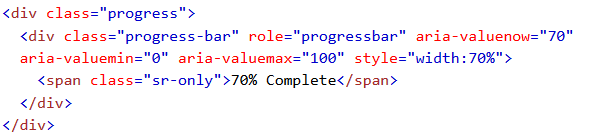 <div class="progress">
  <div class="progress-bar" role="progressbar" aria-valuenow="70"
  aria-valuemin="0" aria-valuemax="100" style="width:70%">
    <span class="sr-only">70% Complete</span>
  </div>
</div>